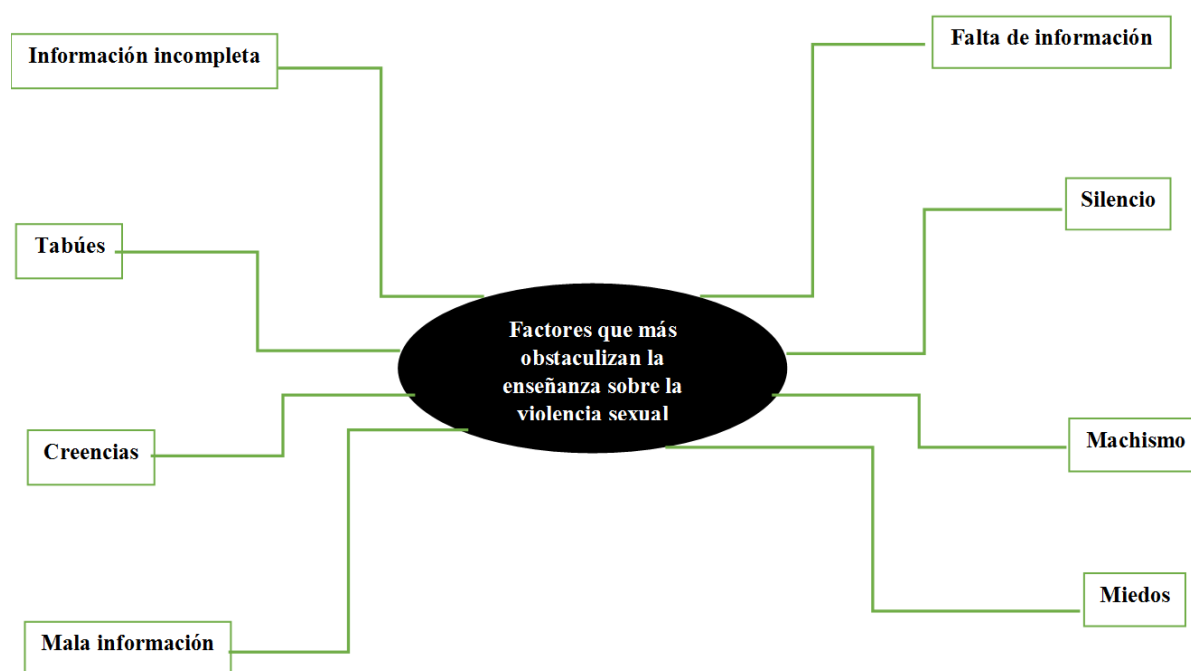 Información incompleta
Falta de información
Silencio
Tabúes
Factores que más
obstaculizan la
enseñanza sobre la
violencia sexual
Creencias
Machismo
Miedos
Mala información